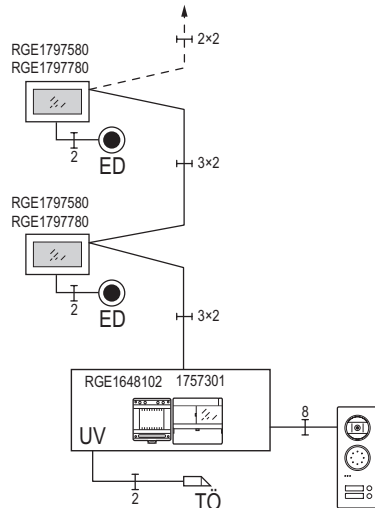 2×2
RGE1797580
RGE1797780
2
ED
3×2
RGE1797580
RGE1797780
2
ED
3×2
RGE1648102 1757301
UV
8
2
TÖ